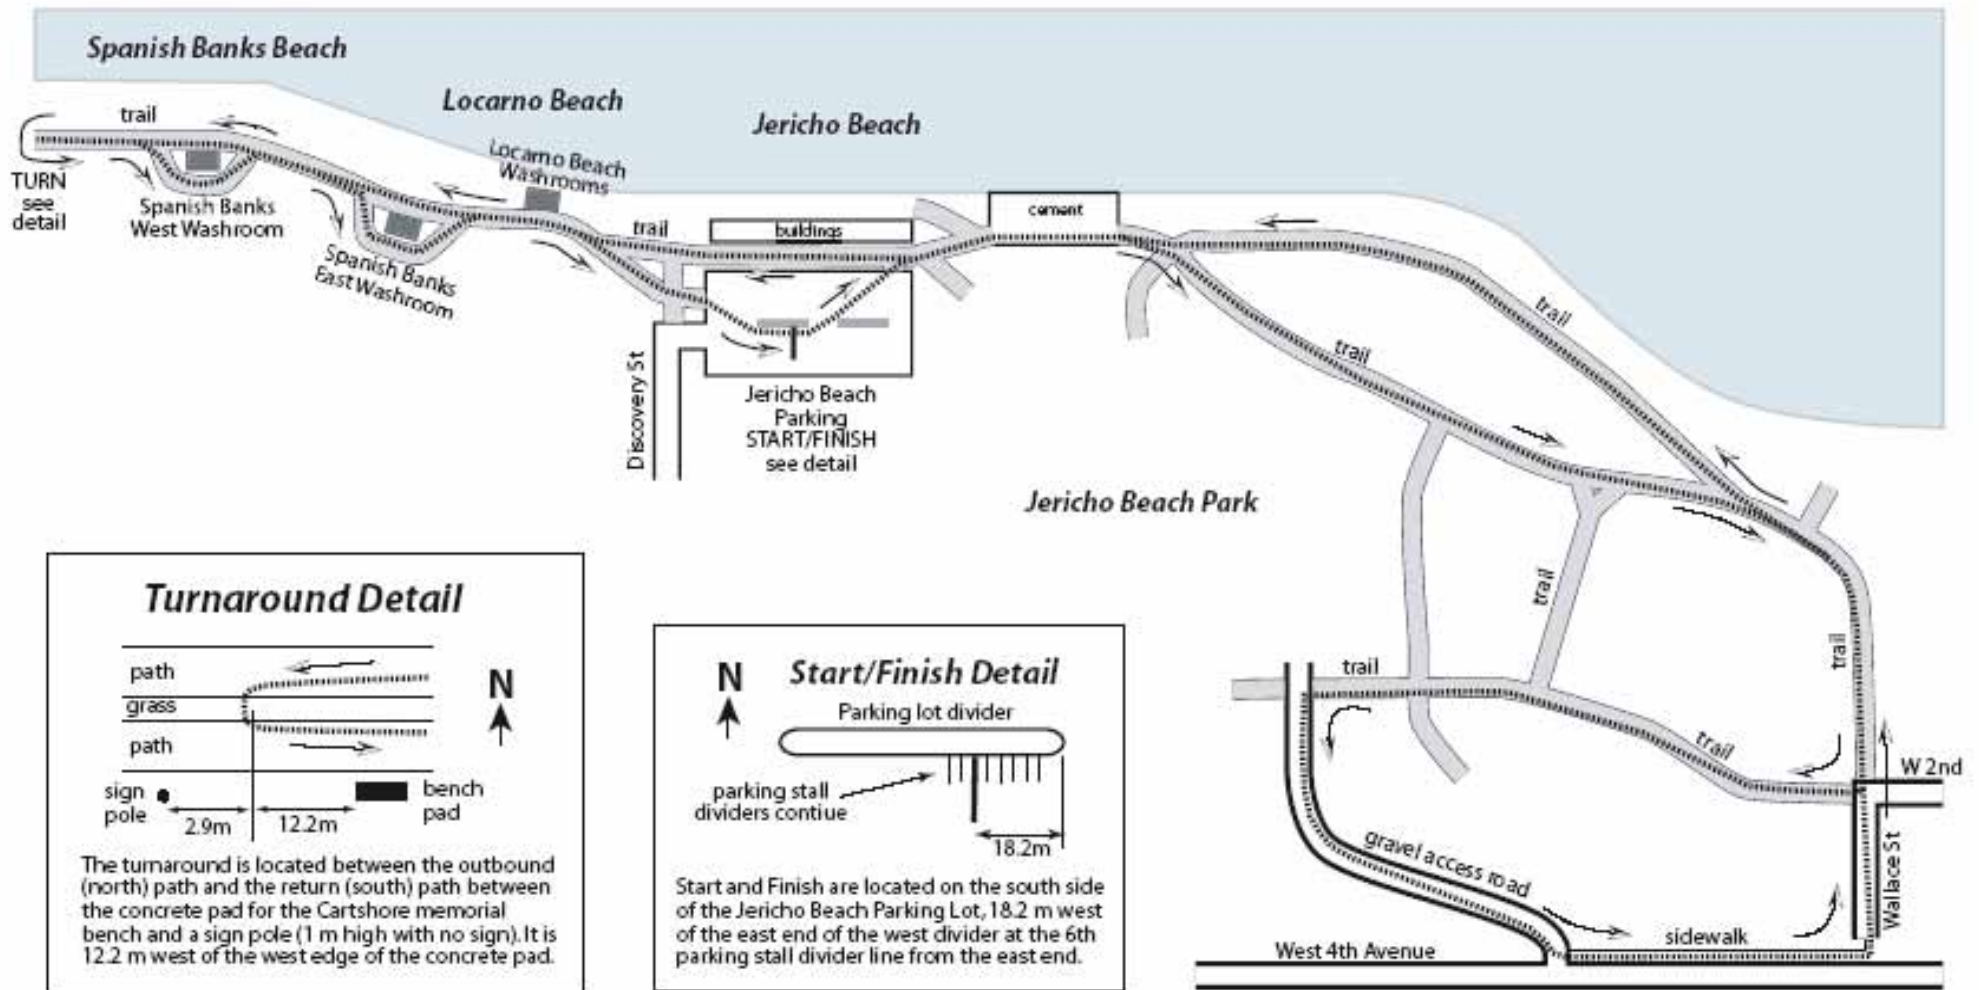 Spanish Banks Beach
Locarno Beach
Jericho Beach
trail
Locarno Beach
Washrooms
TURN
see
detail
Spanish Banks
West Washroom
Spanish Banks
East Washroom
trail
buildings
cement
trail
trail
Discovery St
Jericho Beach
Parking
START/FINISH
see detail
Jericho Beach Park
trail
trail
trail
trail
W 2nd
Wallace St
gravel access road
sidewalk
West 4th Avenue
Turnaround Detail
path
grass
path
N
sign
pole
bench
pad
2.9m
12.2m
The turnaround is located between the outbound
(north) path and the return (south) path between
the concrete pad for the Cartshore memorial
bench and a sign pole (1 m high with no sign). It is
12.2 m west of the west edge of the concrete pad.
N
Start/Finish Detail
Parking lot divider
parking stall
dividers contiue
18.2m
Start and Finish are located on the south side
of the Jericho Beach Parking Lot, 18.2 m west
of the east end of the west divider at the 6th
parking stall divider line from the east end.